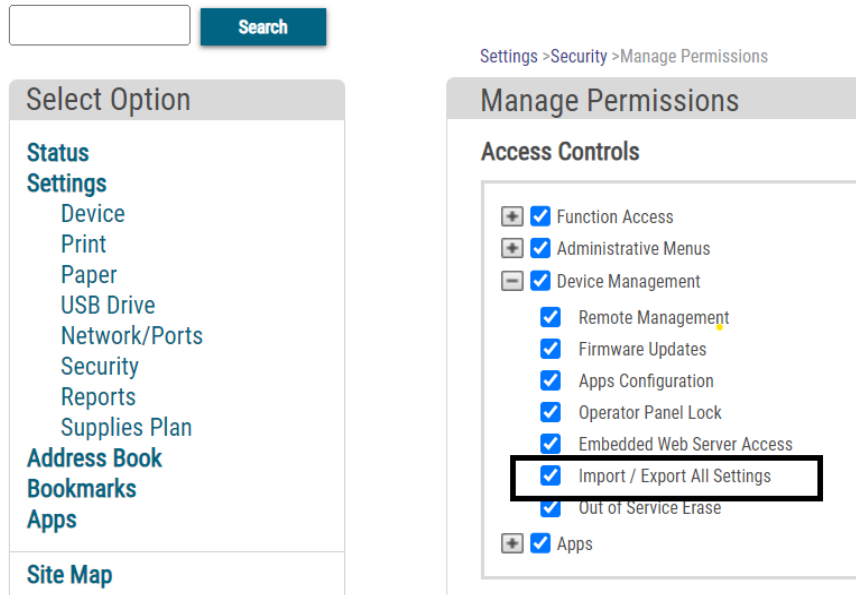 Search
Select Option
Status
Settings
Device
Print
Paper
USB Drive
Network/Ports
Security
Reports
Supplies Plan
Address Book
Bookmarks
Apps
Site Map
Settings >Security >Manage Permissions
Manage Permissions
Access Controls
Function Access
Administrative Menus
Device Management
Remote Management
Firmware Updates
Apps Configuration
Operator Panel Lock
Embedded Web Server Access
Import / Export All Settings
Out of Service Erase
Apps